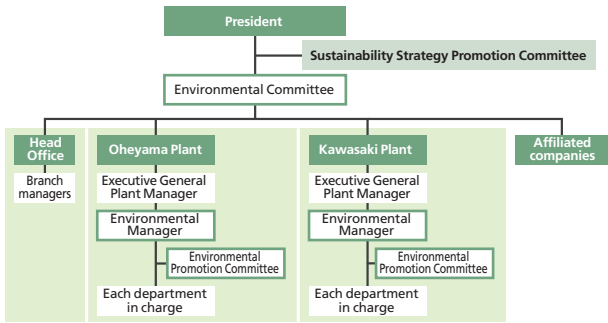 President
Sustainability Strategy Promotion Committee
Environmental Committee
Head
Office
Branch
managers
Oheyama Plant
Executive General
Plant Manager
Environmental
Manager
Environmental
Promotion Committee
Each department
in charge
Kawasaki Plant
Executive General
Plant Manager
Environmental
Manager
Environmental
Promotion Committee
Each department
in charge
Affiliated
companies